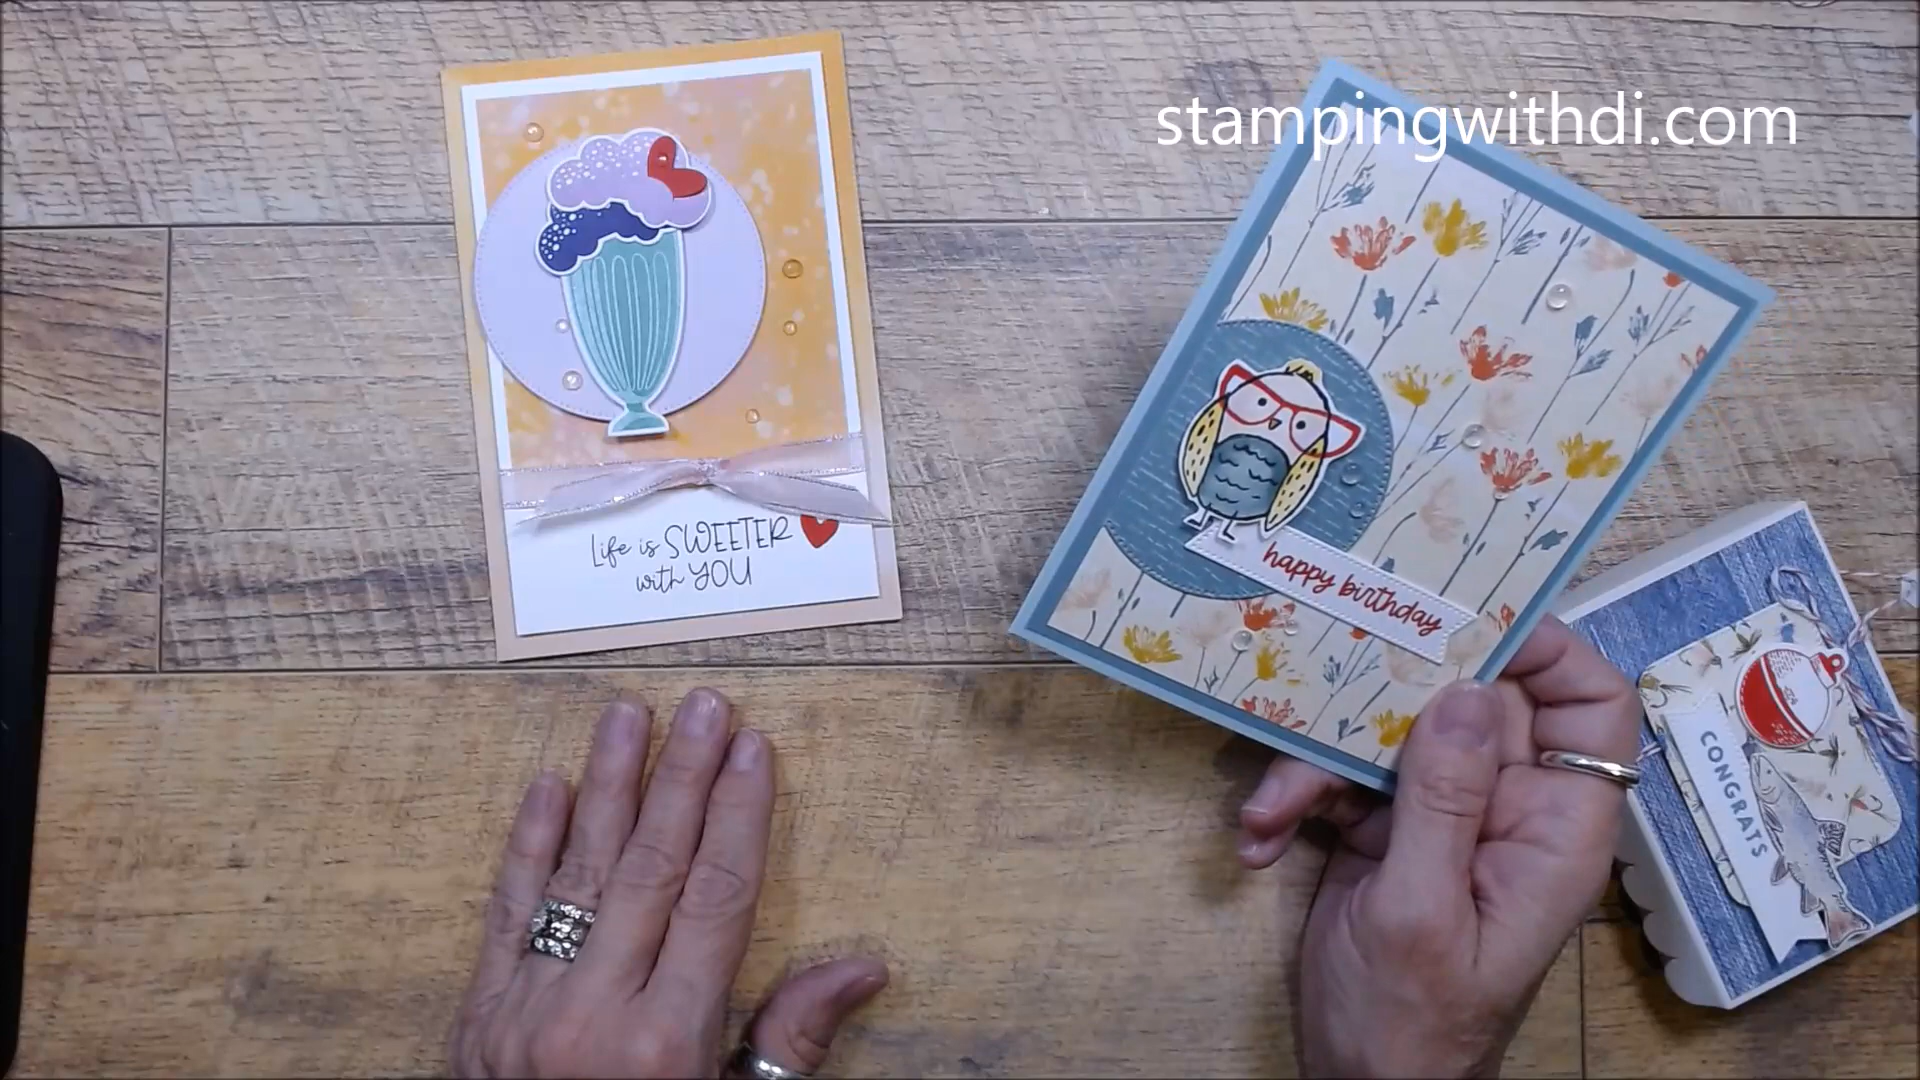 stampingwithdi.com
Life is SWEETER
with YOU
happy birthday
CONGRATS